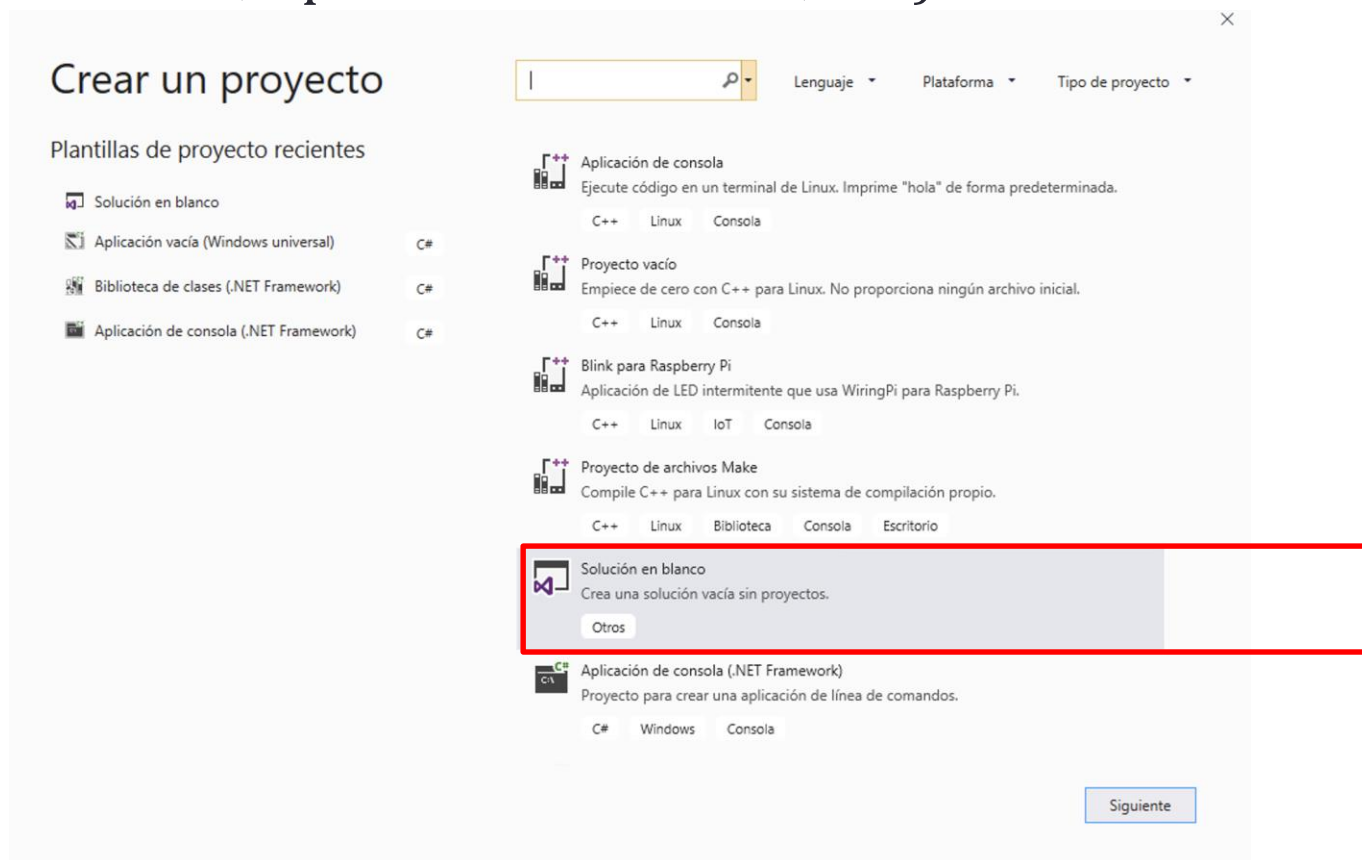 Crear un proyecto
Lenguaje
Plataforma
Tipo de proyecto
Plantillas de proyecto recientes
Solución en blanco
Aplicación vacía (Windows universal) C#
Biblioteca de clases (.NET Framework) C#
Aplicación de consola (.NET Framework) C#
Aplicación de consola
Ejecute código en un terminal de Linux. Imprime "hola" de forma predeterminada.
C++ Linux Consola
Proyecto vacío
Empiece de cero con C++ para Linux. No proporciona ningún archivo inicial.
C++ Linux Consola
Blink para Raspberry Pi
Aplicación de LED intermitente que usa WiringPi para Raspberry Pi.
C++ Linux IoT Consola
Proyecto de archivos Make
Compile C++ para Linux con su sistema de compilación propio.
C++ Linux Biblioteca Consola Escritorio
Solución en blanco
Crea una solución vacía sin proyectos.
Otros
Aplicación de consola (.NET Framework)
Proyecto para crear una aplicación de línea de comandos.
C# Windows Consola
Siguiente